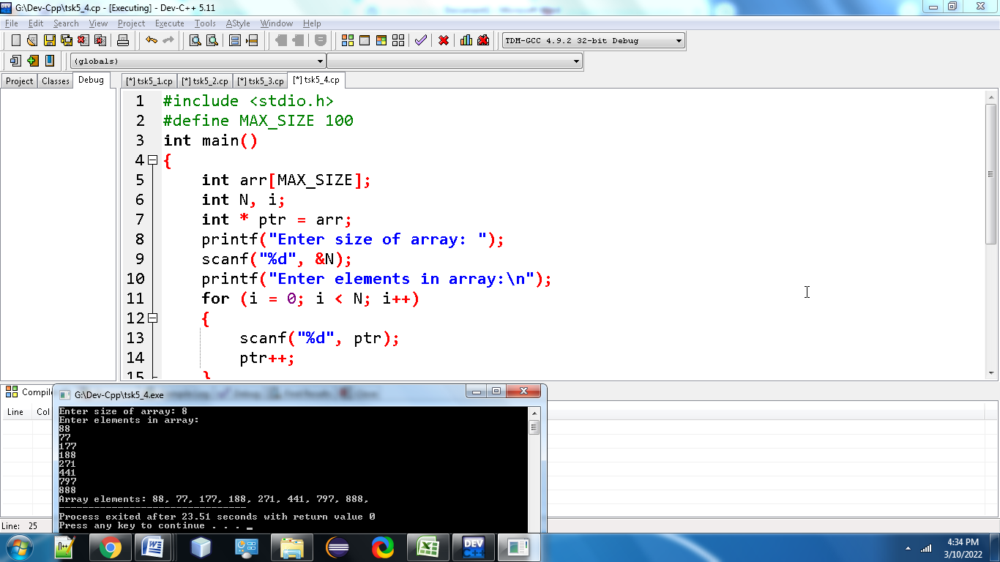 G:\Dev-Cpp\tsk5_4.cp - [Executing] - Dev-C++ 5.11
File Edit Search View Project Execute Tools AStyle Window Help
TDM-GCC 4.9.2 32-bit Debug
(globals)
Project Classes Debug
[*] tsk5_1.cp [*] tsk5_2.cp [*] tsk5_3.cp [*] tsk5_4.cp
1 #include <stdio.h>
2 #define MAX_SIZE 100
3 int main()
4 {
5 int arr[MAX_SIZE];
6 int N, i;
7 int * ptr = arr;
8 printf("Enter size of array: ");
9 scanf("%d", &N);
10 printf("Enter elements in array:\n");
11 for (i = 0; i < N; i++)
12 {
13 scanf("%d", ptr);
14 ptr++;
15 }
Compil
Line Col
G:\Dev-Cpp\tsk5_4.exe
Enter size of array: 8
Enter elements in array:
88
77
177
188
271
441
797
888
Array elements: 88, 77, 177, 188, 271, 441, 797, 888,
--------------------------------
Process exited after 23.51 seconds with return value 0
Press any key to continue . . . _
Line: 25
4:34 PM
3/10/2022